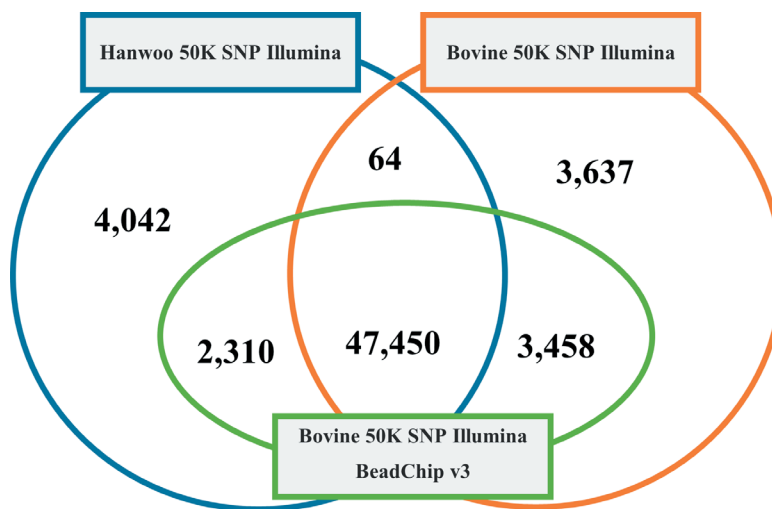 Hanwoo 50K SNP Illumina
Bovine 50K SNP Illumina
64
3,637
4,042
2,310
47,450
3,458
Bovine 50K SNP Illumina
BeadChip v3